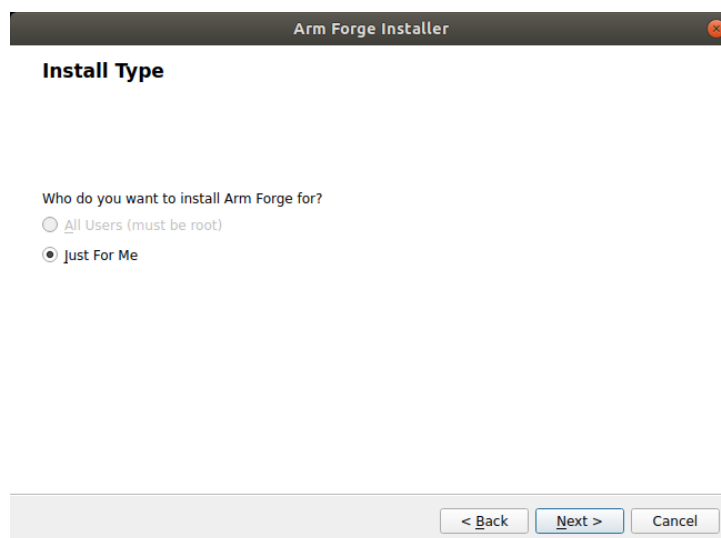 Arm Forge Installer
Install Type
Who do you want to install Arm Forge for?
All Users (must be root)
Just For Me
< Back
Next >
Cancel